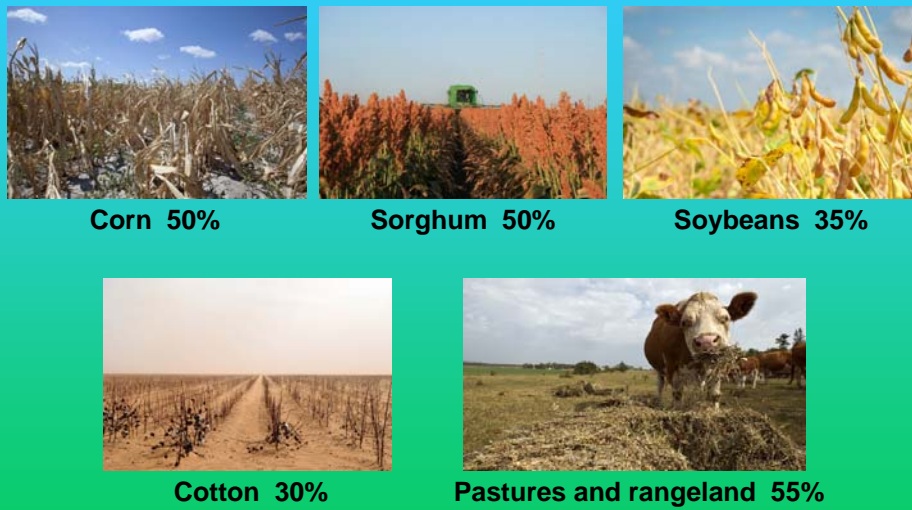 Corn 50%
Sorghum 50%
Soybeans 35%
Cotton 30%
Pastures and rangeland 55%